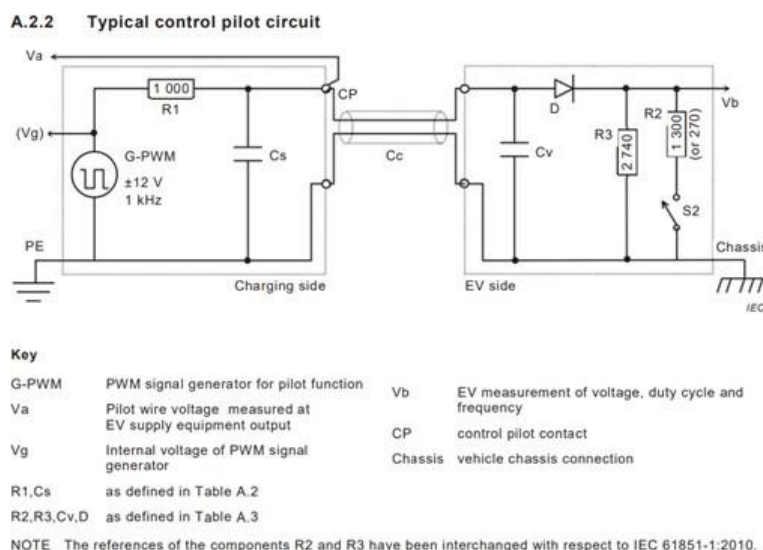 A.2.2 Typical control pilot circuit
Va
1 000
R1
CP
(Vg)
G-PWM
±12 V
1 kHz
Cs
Cc
Cv
D
R3
2 740
R2
1 300
(or 270)
Vb
S2
PE
Chassis
Charging side
EV side
IEC
Key
G-PWM PWM signal generator for pilot function
Va Pilot wire voltage measured at
EV supply equipment output
Vg Internal voltage of PWM signal
generator
R1,Cs as defined in Table A.2
R2,R3,Cv,D as defined in Table A.3
Vb EV measurement of voltage, duty cycle and
frequency
CP control pilot contact
Chassis vehicle chassis connection
NOTE The references of the components R2 and R3 have been interchanged with respect to IEC 61851-1:2010.